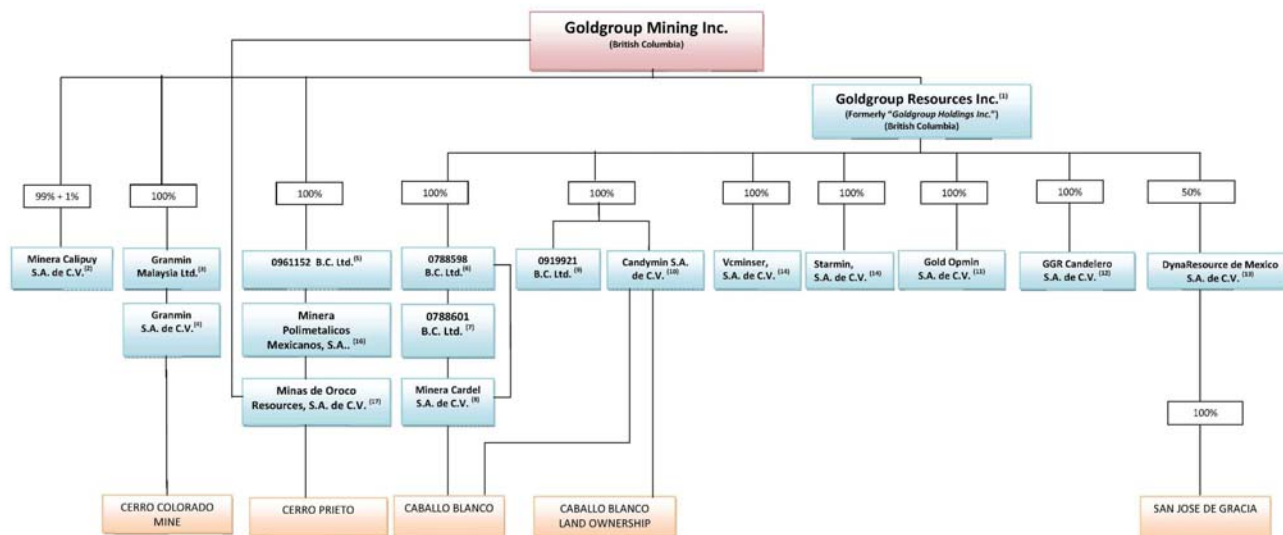 Goldgroup Mining Inc.
(British Columbia)
Goldgroup Resources Inc.(1)
(Formerly "Goldgroup Holdings Inc.")
(British Columbia)
99% + 1%
100%
100%
100%
100%
100%
100%
100%
100%
50%
Minera Calipuy
S.A. de C.V.(2)
Granmin
Malaysia Ltd.(3)
0961152 B.C. Ltd.(5)
0788598
B.C. Ltd.(6)
0919921
B.C. Ltd.(9)
Candymin S.A.
de C.V.(10)
Vcminser,
S.A. de C.V.(14)
Starmin,
S.A. de C.V.(14)
Gold Opmin
S.A. de C.V.(11)
GGR Candelero
S.A. de C.V.(12)
DynaResource de Mexico
S.A. de C.V.(13)
Granmin
S.A. de C.V.(4)
Minera
Polimetalicos
Mexicanos, S.A..(16)
0788601
B.C. Ltd.(7)
Minas de Oroco
Resources, S.A. de C.V.(17)
Minera Cardel
S.A. de C.V.(8)
100%
CERRO COLORADO
MINE
CERRO PRIETO
CABALLO BLANCO
CABALLO BLANCO
LAND OWNERSHIP
SAN JOSE DE GRACIA